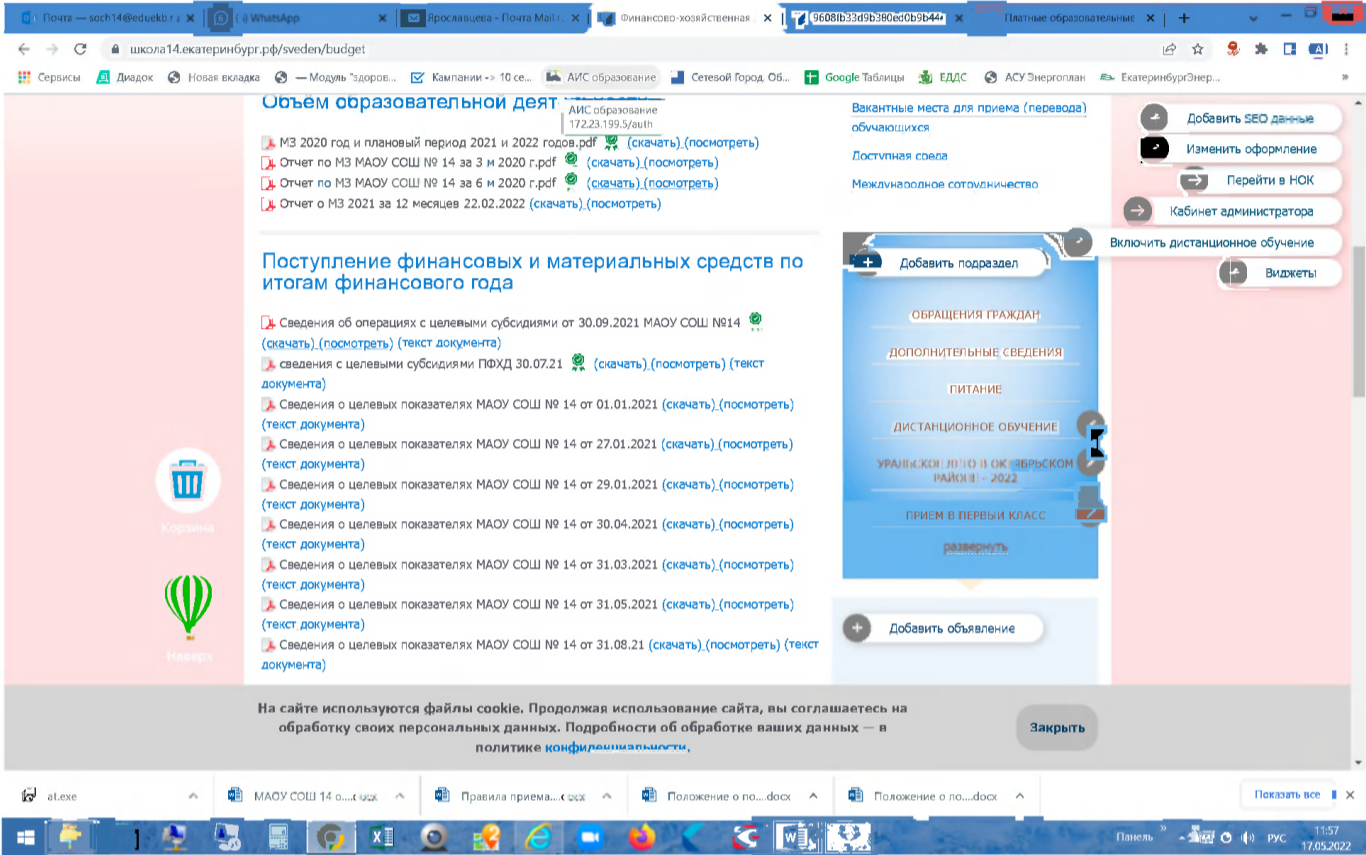 Почта — soch14@eduekb.r
WhatsApp
Ярославцева – Почта Mail r.
Финансово-хозяйственная
9608fb33d9b380ed0b9b44
Платные образовательные
школа14.екатеринбург.рф/sveden/budget
Сервисы
Диадок
Новая вкладка
— Модуль "здоров...
Кампании -> 10 се...
АИС образование
Сетевой Город. Об...
Google Таблицы
ЕДДС
АСУ Энергоплан
ЕкатеринбургЭнер...
»
АИС образование
172.23.199.5/auth
Объем образовательной
МЗ 2020 год и плановый период 2021 и 2022 годов.pdf (скачать) (посмотреть)
Отчет по МЗ МАОУ СОШ № 14 за 3 м 2020 г.pdf (скачать) (посмотреть)
Отчет по МЗ МАОУ СОШ № 14 за 6 м 2020 г.pdf (скачать) (посмотреть)
Отчет о МЗ 2021 за 12 месяцев 22.02.2022 (скачать) (посмотреть)
Поступление финансовых и материальных средств по
итогам финансового года
Сведения об операциях с целевыми субсидиями от 30.09.2021 МАОУ СОШ №14
(скачать) (посмотреть) (текст документа)
сведения с целевыми субсидиями ПФХД 30.07.21 (скачать) (посмотреть) (текст
документа)
Сведения о целевых показателях МАОУ СОШ № 14 от 01.01.2021 (скачать) (посмотреть)
(текст документа)
Сведения о целевых показателях МАОУ СОШ № 14 от 27.01.2021 (скачать) (посмотреть)
(текст документа)
Сведения о целевых показателях МАОУ СОШ № 14 от 29.01.2021 (скачать) (посмотреть)
(текст документа)
Сведения о целевых показателях МАОУ СОШ № 14 от 30.04.2021 (скачать) (посмотреть)
(текст документа)
Сведения о целевых показателях МАОУ СОШ № 14 от 31.03.2021 (скачать) (посмотреть)
(текст документа)
Сведения о целевых показателях МАОУ СОШ № 14 от 31.05.2021 (скачать) (посмотреть)
(текст документа)
Сведения о целевых показателях МАОУ СОШ № 14 от 31.08.21 (скачать) (посмотреть) (текст
документа)
Корзина
Наверх
Вакантные места для приема (перевода)
обучающихся
Доступная среда
Международное сотрудничество
Добавить подраздел
ОБРАЩЕНИЯ ГРАЖДАН
ДОПОЛНИТЕЛЬНЫЕ СВЕДЕНИЯ
ПИТАНИЕ
ДИСТАНЦИОННОЕ ОБУЧЕНИЕ
УРАЛЬСКОЕ ЛЕТО В ОКТЯБРЬСКОМ
РАЙОНЕ - 2022
ПРИЕМ В ПЕРВЫЙ КЛАСС
развернуть
Добавить объявление
Добавить SEO данные
Изменить оформление
Перейти в НОК
Кабинет администратора
Включить дистанционное обучение
Виджеты
На сайте используются файлы cookie. Продолжая использование сайта, вы соглашаетесь на
обработку своих персональных данных. Подробности об обработке ваших данных — в
политике конфиденциальности.
Закрыть
at.exe
МАОУ СОШ 14 о....docx
Правила приема....docx
Положение о по....docx
Положение о ло....docx
Показать все
Панель
»
РУС
11:57
17.05.2022